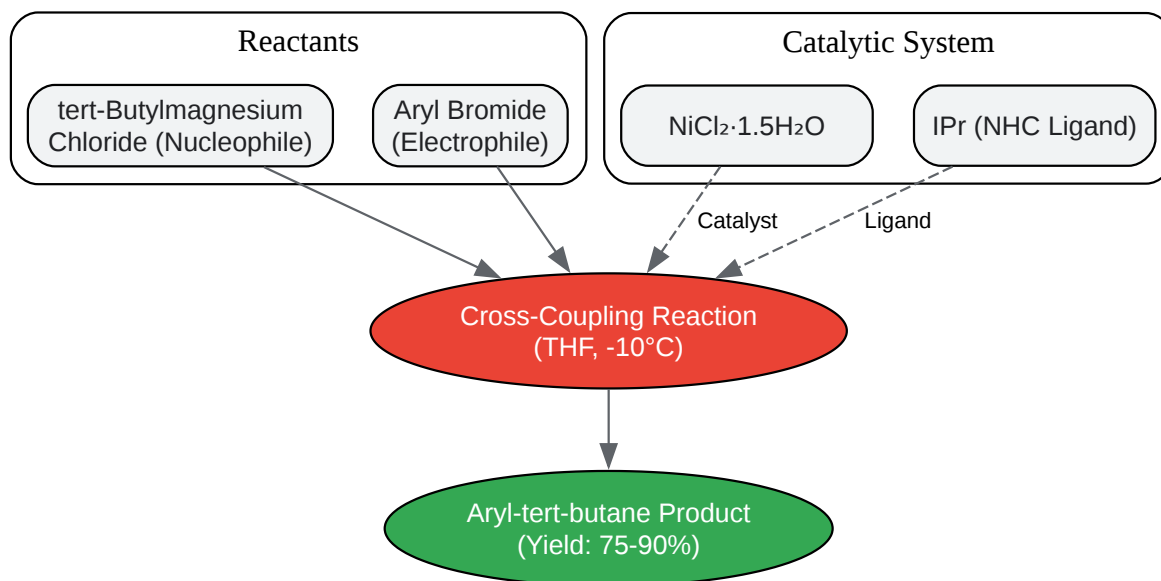 Reactants
Catalytic System
tert-Butylmagnesium
Chloride (Nucleophile)
Aryl Bromide
(Electrophile)
NiCl₂·1.5H₂O
IPr (NHC Ligand)
Catalyst
Ligand
Cross-Coupling Reaction
(THF, -10°C)
Aryl-tert-butane Product
(Yield: 75-90%)